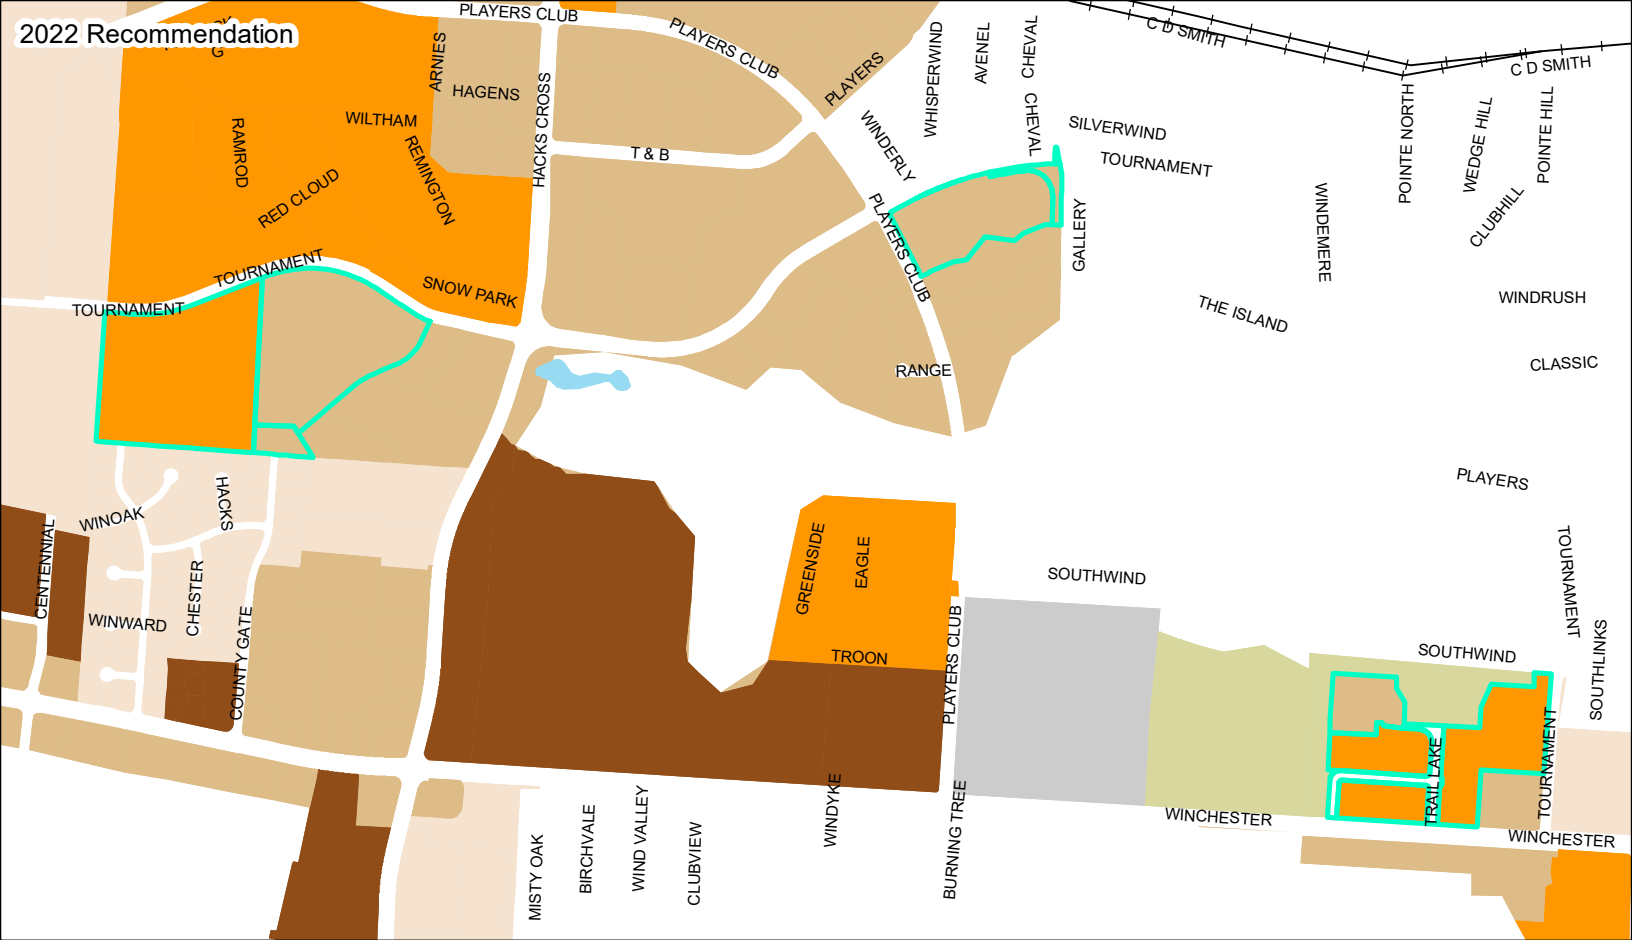 2022 Recommendation
PLAYERS CLUB
PLAYERS CLUB
PLAYERS
ARNIES
HAGENS
HACKS CROSS
WILTHAM
RAMROD
REMINGTON
RED CLOUD
T & B
WINDERLY
WHISPERWIND
AVENEL
CHEVAL
CHEVAL
C D SMITH
C D SMITH
SILVERWIND
TOURNAMENT
POINTE NORTH
WEDGE HILL
POINTE HILL
CLUBHILL
WINDEMERE
GALLERY
PLAYERS CLUB
TOURNAMENT
TOURNAMENT
SNOW PARK
THE ISLAND
WINDRUSH
CLASSIC
RANGE
PLAYERS
HACKS
WINOAK
CENTENNIAL
CHESTER
WINWARD
COUNTY GATE
GREENSIDE
EAGLE
TROON
SOUTHWIND
PLAYERS CLUB
TOURNAMENT
SOUTHLINKS
SOUTHWIND
TRAIL LAKE
TOURNAMENT
WINCHESTER
WINCHESTER
MISTY OAK
BIRCHVALE
WIND VALLEY
CLUBVIEW
WINDYKE
BURNING TREE